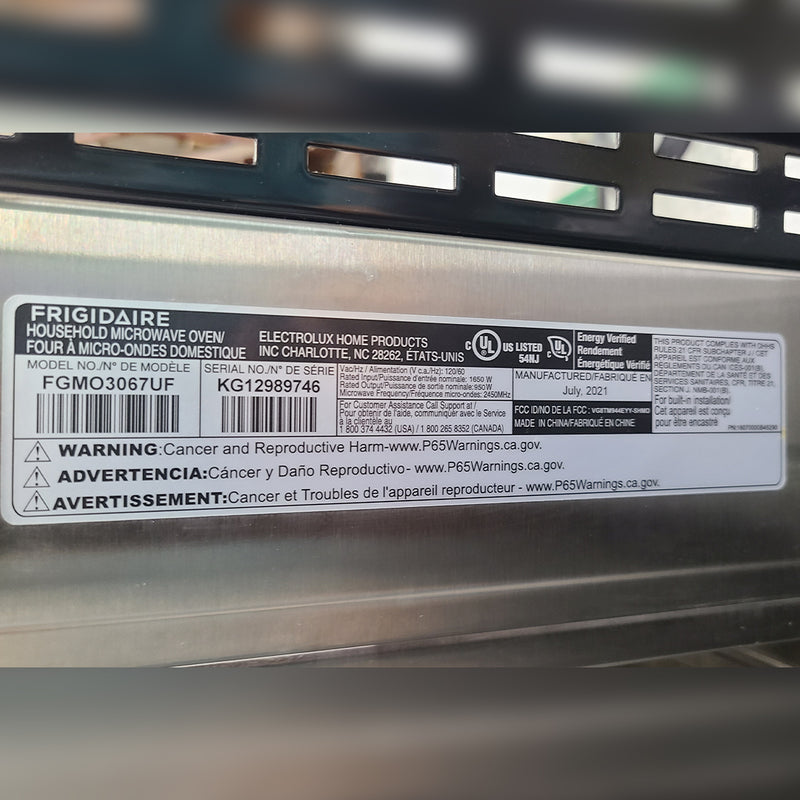 FRIGIDAIRE
HOUSEHOLD MICROWAVE OVEN/
FOUR À MICRO-ONDES DOMESTIQUE
ELECTROLUX HOME PRODUCTS
INC CHARLOTTE, NC 28262, ÉTATS-UNIS
C UL US LISTED
54NJ
c UL
Energy Verified
Rendement
Énergétique Vérifié
MODEL NO./N° DE MODÈLE
FGMO3067UF
SERIAL NO./N° DE SÉRIE
KG12989746
Vac/Hz / Alimentation (V c.a./Hz): 120/60
Rated Input/Puissance d'entrée nominale: 1650 W
Rated Output/Puissance de sortie nominale: 950W
Microwave Frequency/Fréquence micro-ondes: 2450MHz
For Customer Assistance Call Support at /
Pour obtenir de l'aide, communiquer avec le Service
à la clientèle au
1 800 374 4432 (USA) / 1 800 265 8352 (CANADA)
MANUFACTURED/FABRIQUÉ EN
July, 2021
FCC ID/NO DE LA FCC : VG8TM944EYY-SHMD
MADE IN CHINA/FABRIQUÉ EN CHINE
THIS PRODUCT COMPLIES WITH DHHS
RULES 21 CFR SUBCHAPTER J./ CET
APPAREIL EST CONFORME AUX
RÈGLEMENTS DU CAN ICES-001(B),
DÉPARTEMENT DE LA SANTÉ ET DES
SERVICES SANITAIRES, CFR, TITRE 21,
SECTION J. NMB-001(B).
For built-in installation/
Cet appareil est conçu
pour être encastré
WARNING:Cancer and Reproductive Harm-www.P65Warnings.ca.gov.
ADVERTENCIA:Cáncer y Daño Reproductivo- www.P65Warnings.ca.gov.
AVERTISSEMENT:Cancer et Troubles de l'appareil reproducteur - www.P65Warnings.ca.gov.